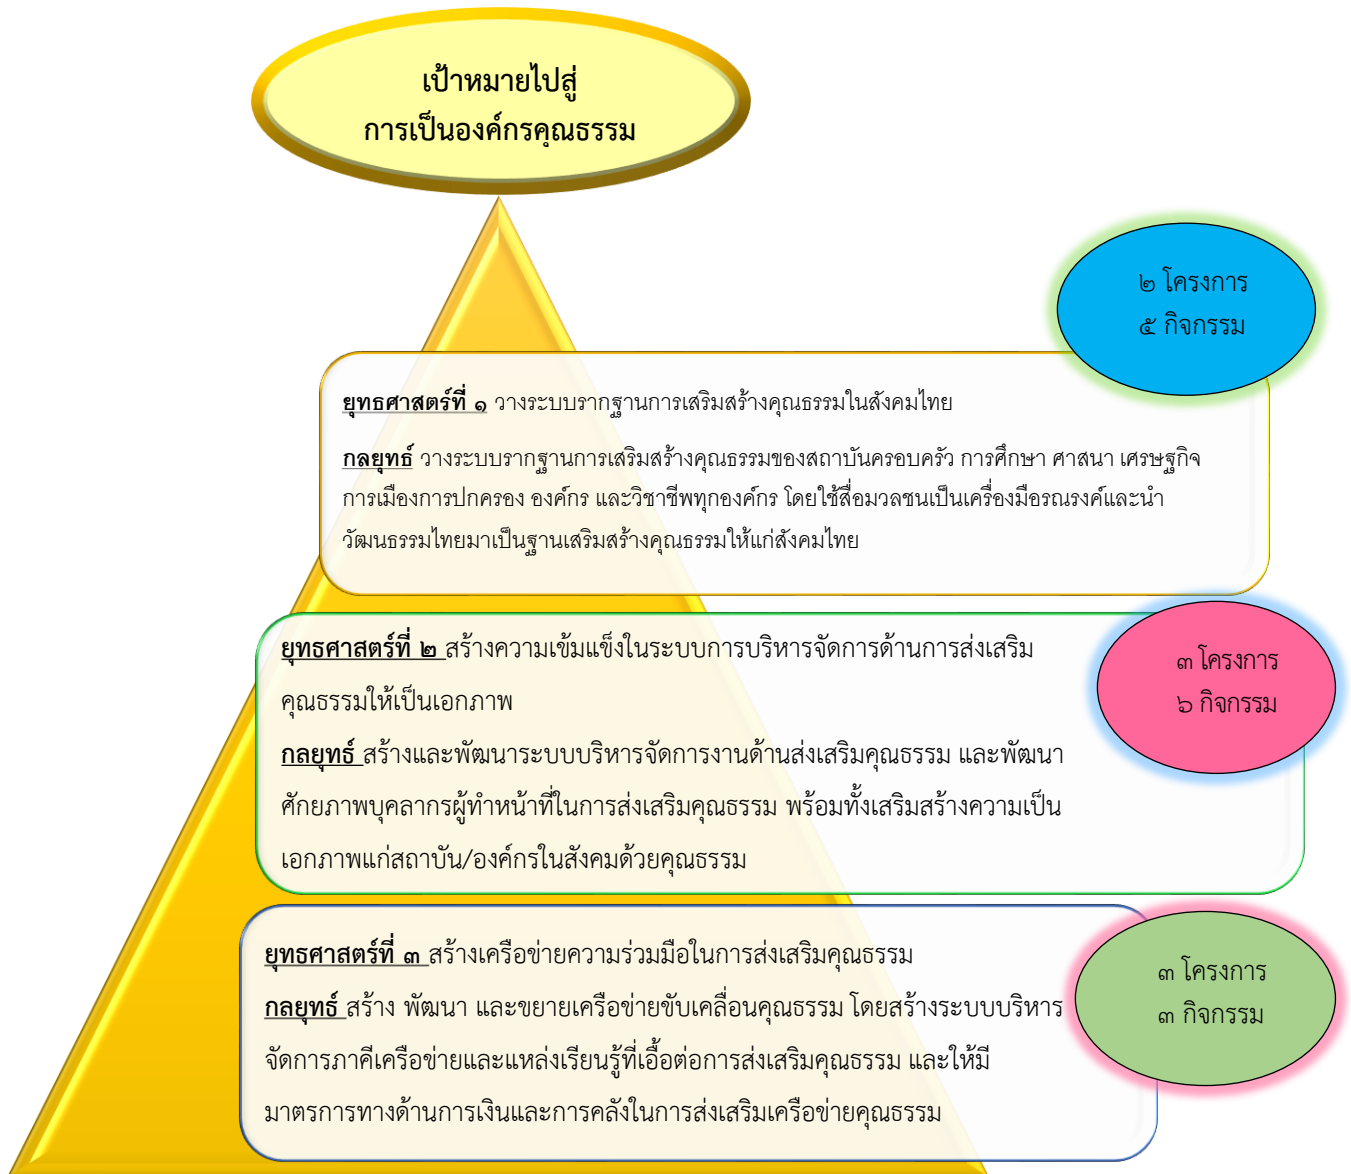 เป้าหมายไปสู่
การเป็นองค์กรคุณธรรม
๒ โครงการ
๕ กิจกรรม
ยุทธศาสตร์ที่ ๑ วางระบบรากฐานการเสริมสร้างคุณธรรมในสังคมไทย
กลยุทธ์ วางระบบรากฐานการเสริมสร้างคุณธรรมของสถาบันครอบครัว การศึกษา ศาสนา เศรษฐกิจ
การเมืองการปกครอง องค์กร และวิชาชีพทุกองค์กร โดยใช้สื่อมวลชนเป็นเครื่องมือรณรงค์และนำ
วัฒนธรรมไทยมาเป็นฐานเสริมสร้างคุณธรรมให้แก่สังคมไทย
ยุทธศาสตร์ที่ ๒ สร้างความเข้มแข็งในระบบการบริหารจัดการด้านการส่งเสริม
คุณธรรมให้เป็นเอกภาพ
กลยุทธ์ สร้างและพัฒนาระบบบริหารจัดการงานด้านส่งเสริมคุณธรรม และพัฒนา
ศักยภาพบุคลากรผู้ทำหน้าที่ในการส่งเสริมคุณธรรม พร้อมทั้งเสริมสร้างความเป็น
เอกภาพแก่สถาบัน/องค์กรในสังคมด้วยคุณธรรม
๓ โครงการ
๖ กิจกรรม
ยุทธศาสตร์ที่ ๓ สร้างเครือข่ายความร่วมมือในการส่งเสริมคุณธรรม
กลยุทธ์ สร้าง พัฒนา และขยายเครือข่ายขับเคลื่อนคุณธรรม โดยสร้างระบบบริหาร
จัดการภาคีเครือข่ายและแหล่งเรียนรู้ที่เอื้อต่อการส่งเสริมคุณธรรม และให้มี
มาตรการทางด้านการเงินและการคลังในการส่งเสริมเครือข่ายคุณธรรม
๓ โครงการ
๓ กิจกรรม